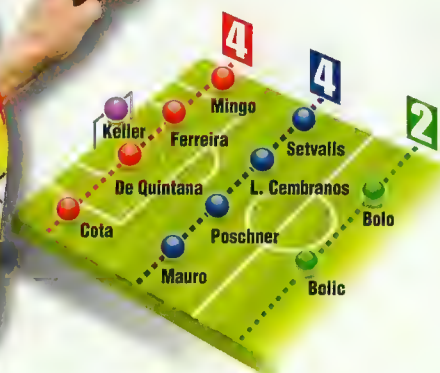 4
4
2
Keller
Mingo
Ferreira
De Quintana
Cota
Setvalls
L. Cembranos
Poschner
Mauro
Bolo
Bolic